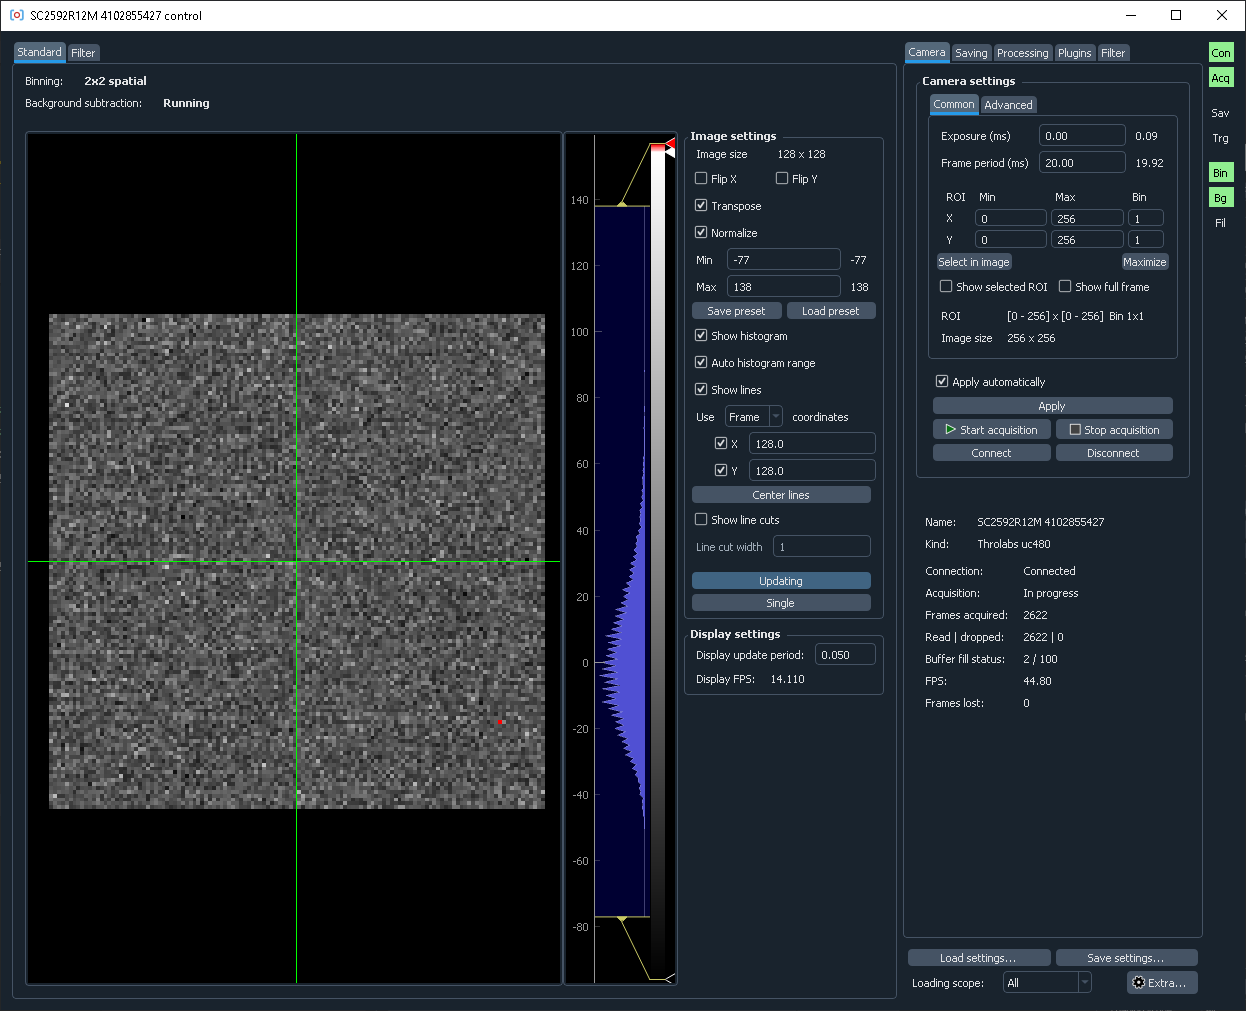 SC2592R12M 4102855427 control
Standard
Filter
Binning: 2x2 spatial
Background subtraction: Running
140
120
100
80
60
40
20
0
-20
-40
-60
-80
Image settings
Image size 128 x 128
Flip X
Flip Y
Transpose
Normalize
Min -77 -77
Max 138 138
Save preset
Load preset
Show histogram
Auto histogram range
Show lines
Use Frame coordinates
X 128.0
Y 128.0
Center lines
Show line cuts
Line cut width 1
Updating
Single
Display settings
Display update period: 0.050
Display FPS: 14.110
Camera
Saving
Processing
Plugins
Filter
Camera settings
Common
Advanced
Exposure (ms) 0.00 0.09
Frame period (ms) 20.00 19.92
ROI Min Max Bin
X 0 256 1
Y 0 256 1
Select in image
Maximize
Show selected ROI
Show full frame
ROI [0 - 256] x [0 - 256] Bin 1x1
Image size 256 x 256
Apply automatically
Apply
Start acquisition
Stop acquisition
Connect
Disconnect
Name: SC2592R12M 4102855427
Kind: Throlabs uc480
Connection: Connected
Acquisition: In progress
Frames acquired: 2622
Read | dropped: 2622 | 0
Buffer fill status: 2 / 100
FPS: 44.80
Frames lost: 0
Load settings...
Save settings...
Loading scope: All
Extra...
Con
Acq
Sav
Trg
Bin
Bg
Fil